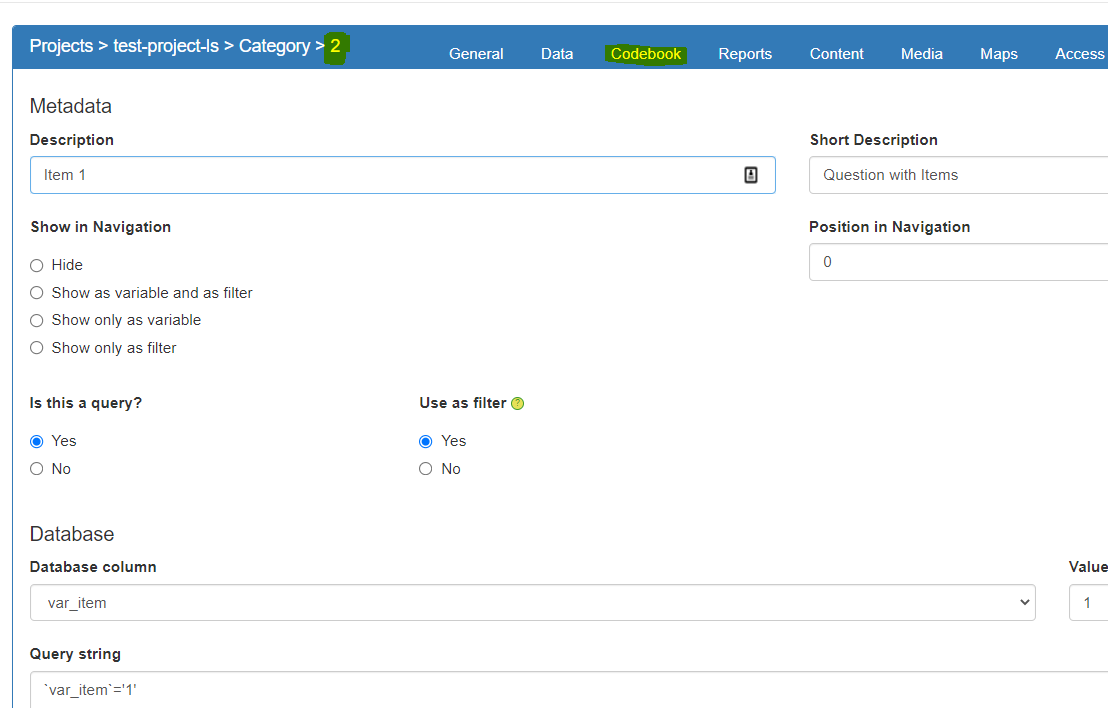 Projects > test-project-ls > Category > 2
General Data Codebook Reports Content Media Maps Access
Metadata
Description
Short Description
Item 1
Question with Items
Show in Navigation
Position in Navigation
Hide
0
Show as variable and as filter
Show only as variable
Show only as filter
Is this a query?
Use as filter ?
Yes
Yes
No
No
Database
Database column
Value
var_item
1
Query string
`var_item`='1'